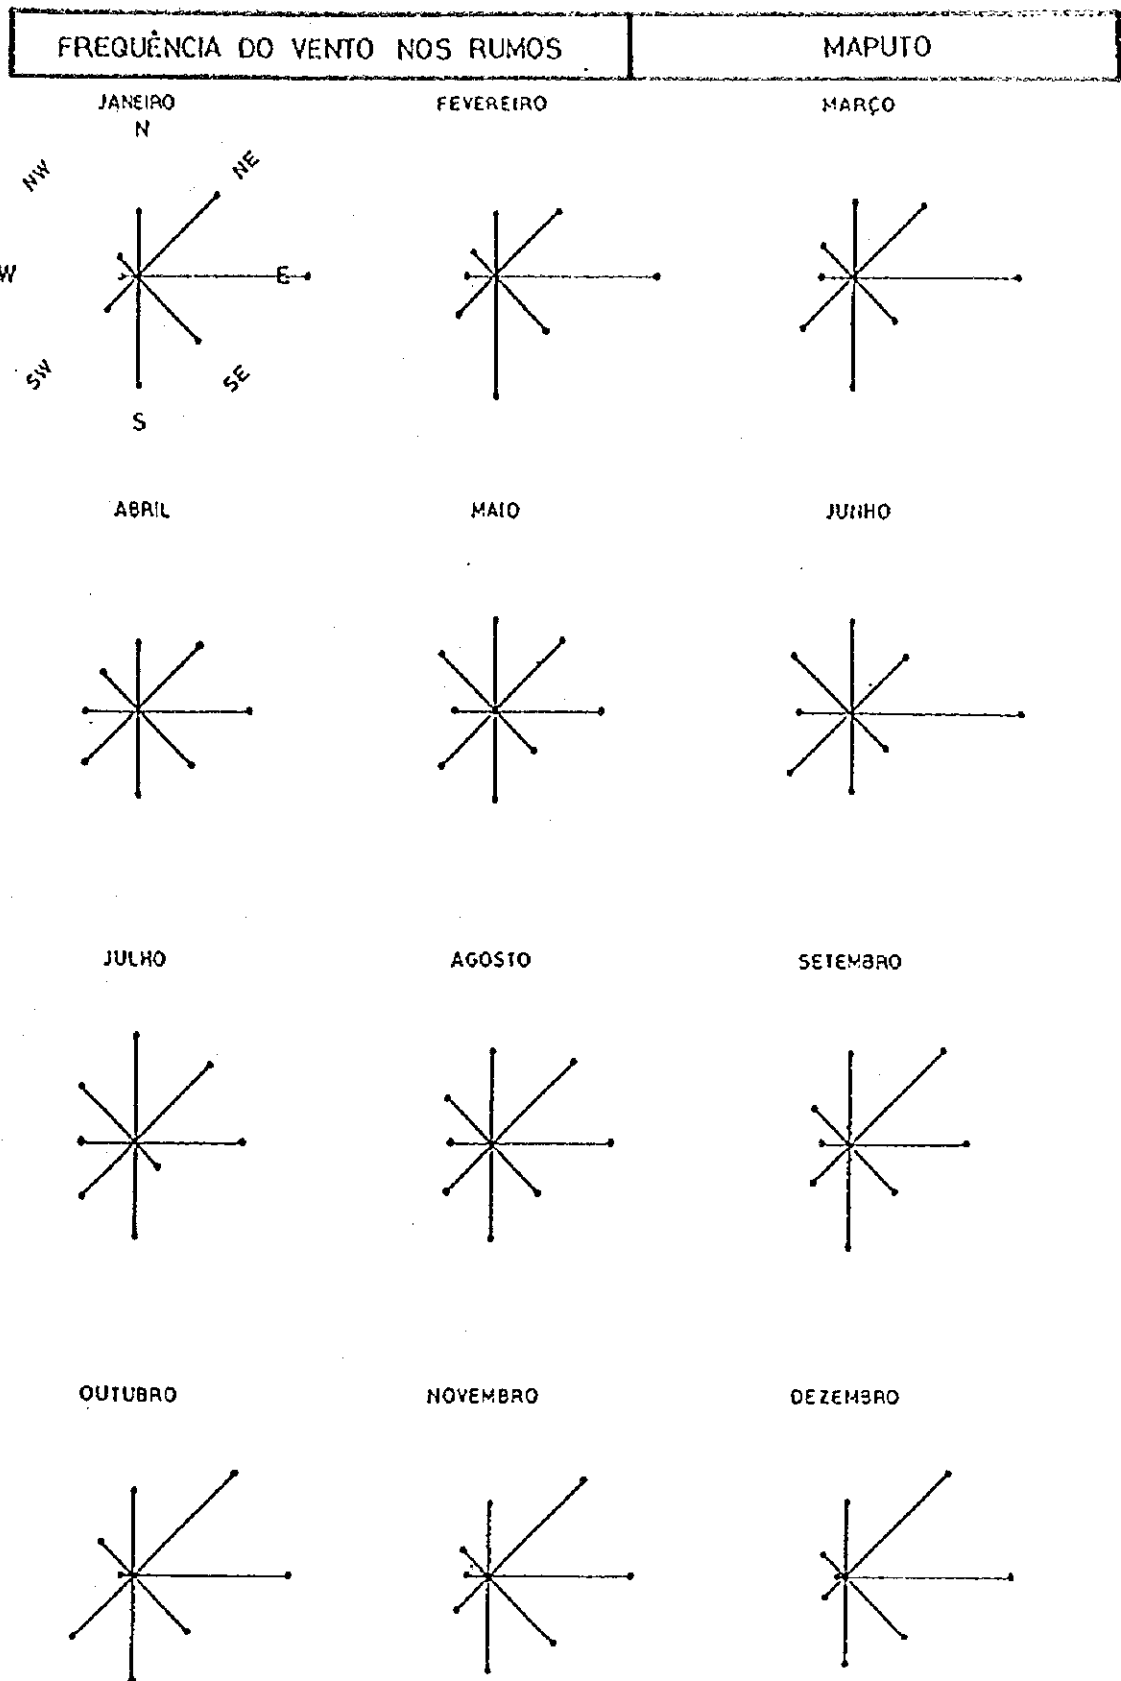 FREQUÊNCIA DO VENTO NOS RUMOS MAPUTO
JANEIRO FEVEREIRO MARÇO
N
NW NE
W E
SW SE
S
ABRIL MAIO JUNHO
JULHO AGOSTO SETEMBRO
OUTUBRO NOVEMBRO DEZEMBRO